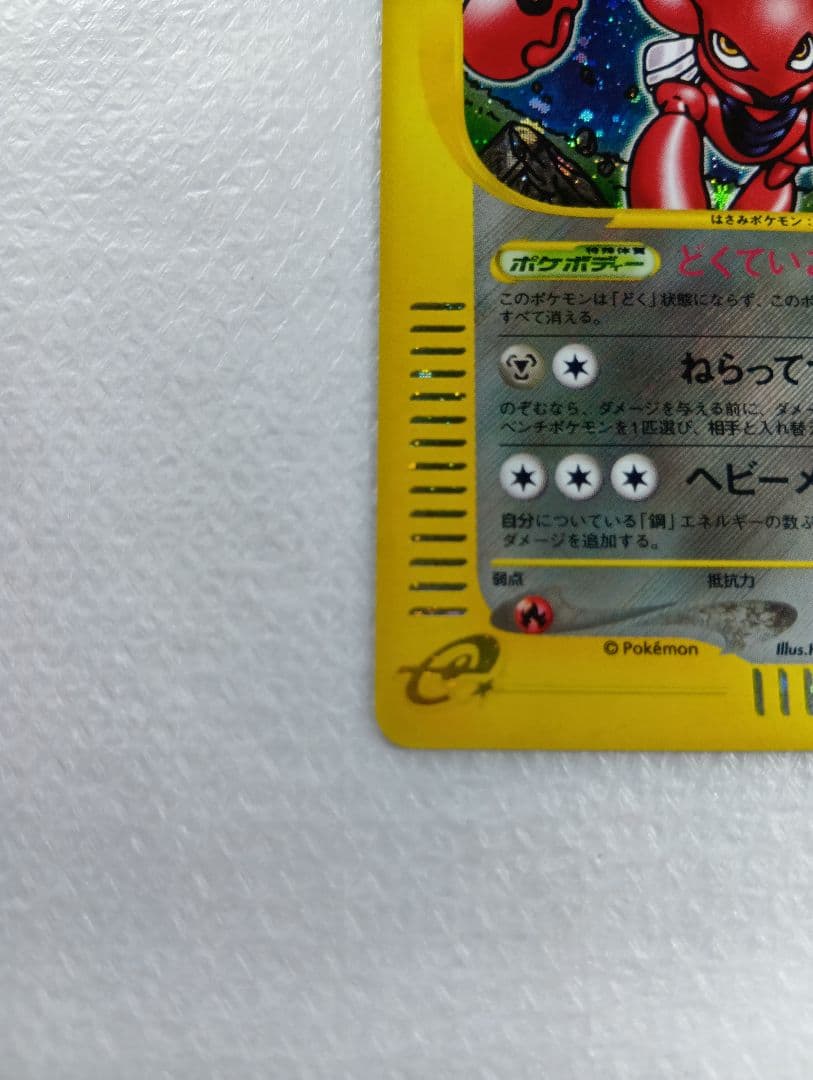 はさみポケモン:
特殊体質
ポケボディー どくていこ
このポケモンは「どく」状態にならず、このポ
すべて消える。
ねらって
のぞむなら、ダメージを与える前に、ダメー
ベンチポケモンを1匹選び、相手と入れ替
ヘビーメ
自分についている「鋼」エネルギーの数ぶ
ダメージを追加する。
弱点 抵抗力
© Pokémon Illus.
e